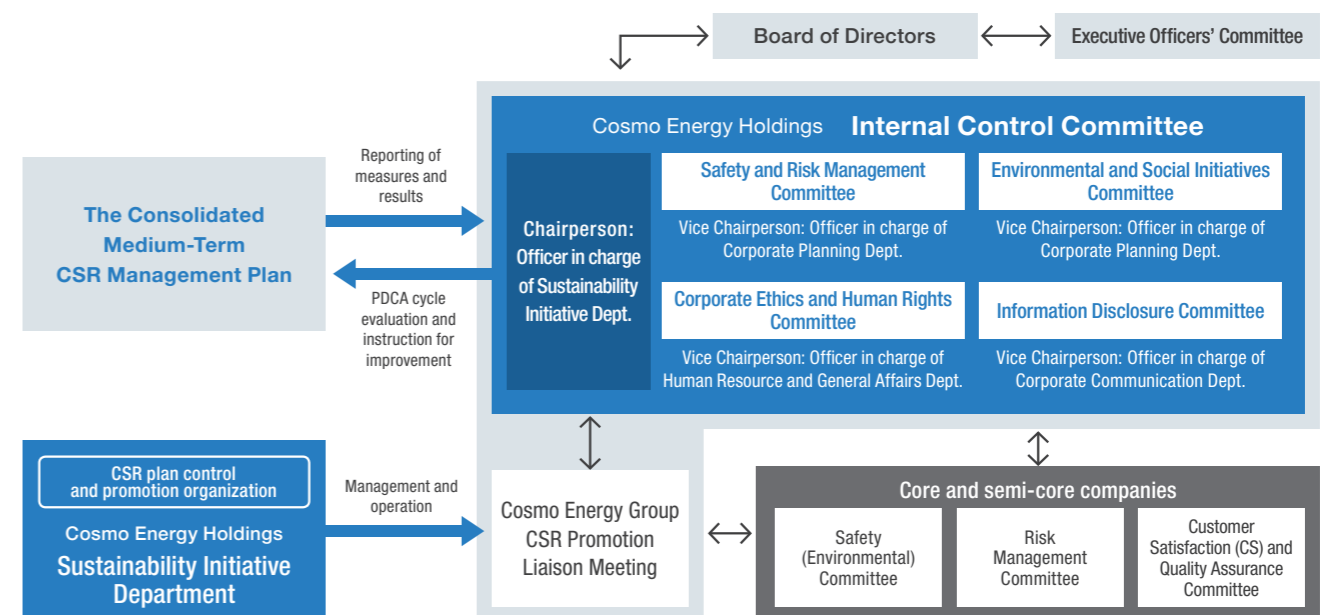 Board of Directors
Executive Officers' Committee
Cosmo Energy Holdings Internal Control Committee
The Consolidated
Medium-Term
CSR Management Plan
Reporting of
measures and
results
PDCA cycle
evaluation and
instruction for
improvement
Chairperson:
Officer in charge
of Sustainability
Initiative Dept.
Safety and Risk Management
Committee
Vice Chairperson: Officer in charge of
Corporate Planning Dept.
Environmental and Social Initiatives
Committee
Vice Chairperson: Officer in charge of
Corporate Planning Dept.
Corporate Ethics and Human Rights
Committee
Vice Chairperson: Officer in charge of
Human Resource and General Affairs Dept.
Information Disclosure Committee
Vice Chairperson: Officer in charge of
Corporate Communication Dept.
CSR plan control
and promotion organization
Cosmo Energy Holdings
Sustainability Initiative
Department
Management and
operation
Cosmo Energy Group
CSR Promotion
Liaison Meeting
Core and semi-core companies
Safety
(Environmental)
Committee
Risk
Management
Committee
Customer
Satisfaction (CS) and
Quality Assurance
Committee